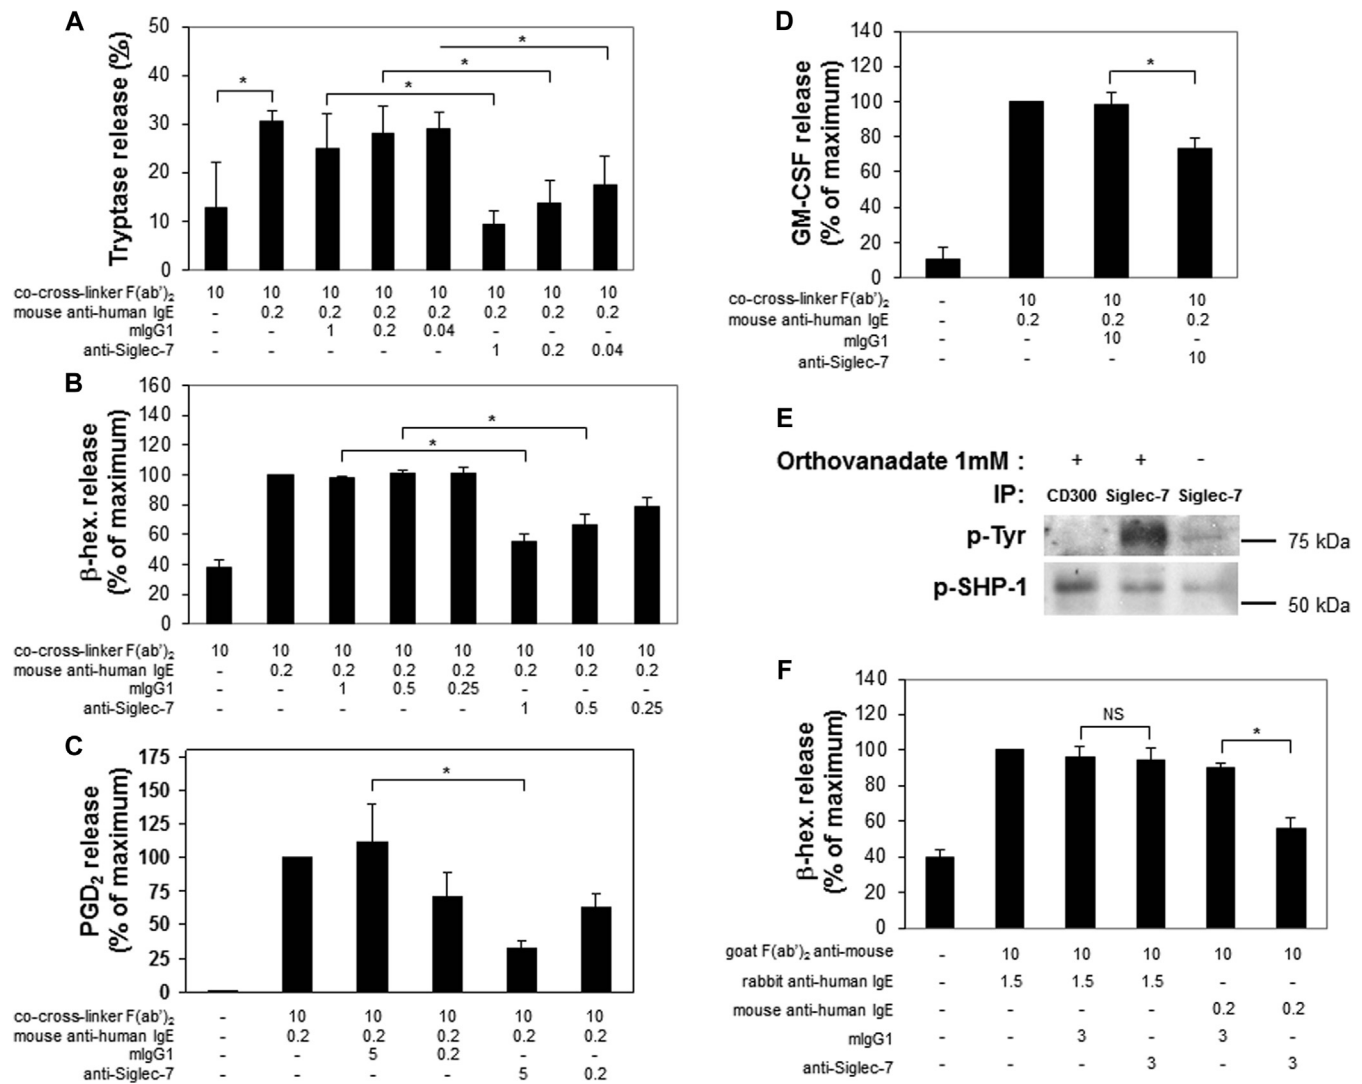 A
Tryptase release (%)
50
40
30
20
10
0
*
*
*
*
co-cross-linker F(ab')₂ 10 10 10 10 10 10 10 10
mouse anti-human IgE - 0.2 0.2 0.2 0.2 0.2 0.2 0.2
mIgG1 - - 1 0.2 0.04 - - -
anti-Siglec-7 - - - - - 1 0.2 0.04
B
β-hex. release
(% of maximum)
160
140
120
100
80
60
40
20
0
*
*
co-cross-linker F(ab')₂ 10 10 10 10 10 10 10 10
mouse anti-human IgE - 0.2 0.2 0.2 0.2 0.2 0.2 0.2
mIgG1 - - 1 0.5 0.25 - - -
anti-Siglec-7 - - - - - 1 0.5 0.25
C
PGD₂ release
(% of maximum)
175
150
125
100
75
50
25
0
*
co-cross-linker F(ab')₂ - 10 10 10 10 10
mouse anti-human IgE - 0.2 0.2 0.2 0.2 0.2
mIgG1 - - 5 0.2 - -
anti-Siglec-7 - - - - 5 0.2
D
GM-CSF release
(% of maximum)
140
120
100
80
60
40
20
0
*
co-cross-linker F(ab')₂ - 10 10 10
mouse anti-human IgE - 0.2 0.2 0.2
mIgG1 - - 10 -
anti-Siglec-7 - - - 10
E
Orthovanadate 1mM : + + -
IP: CD300 Siglec-7 Siglec-7
p-Tyr
75 kDa
p-SHP-1
50 kDa
F
β-hex. release
(% of maximum)
140
120
100
80
60
40
20
0
NS
*
goat F(ab')₂ anti-mouse - 10 10 10 10 10
rabbit anti-human IgE - 1.5 1.5 1.5 - -
mouse anti-human IgE - - - - 0.2 0.2
mIgG1 - - 3 - 3 -
anti-Siglec-7 - - - 3 - 3